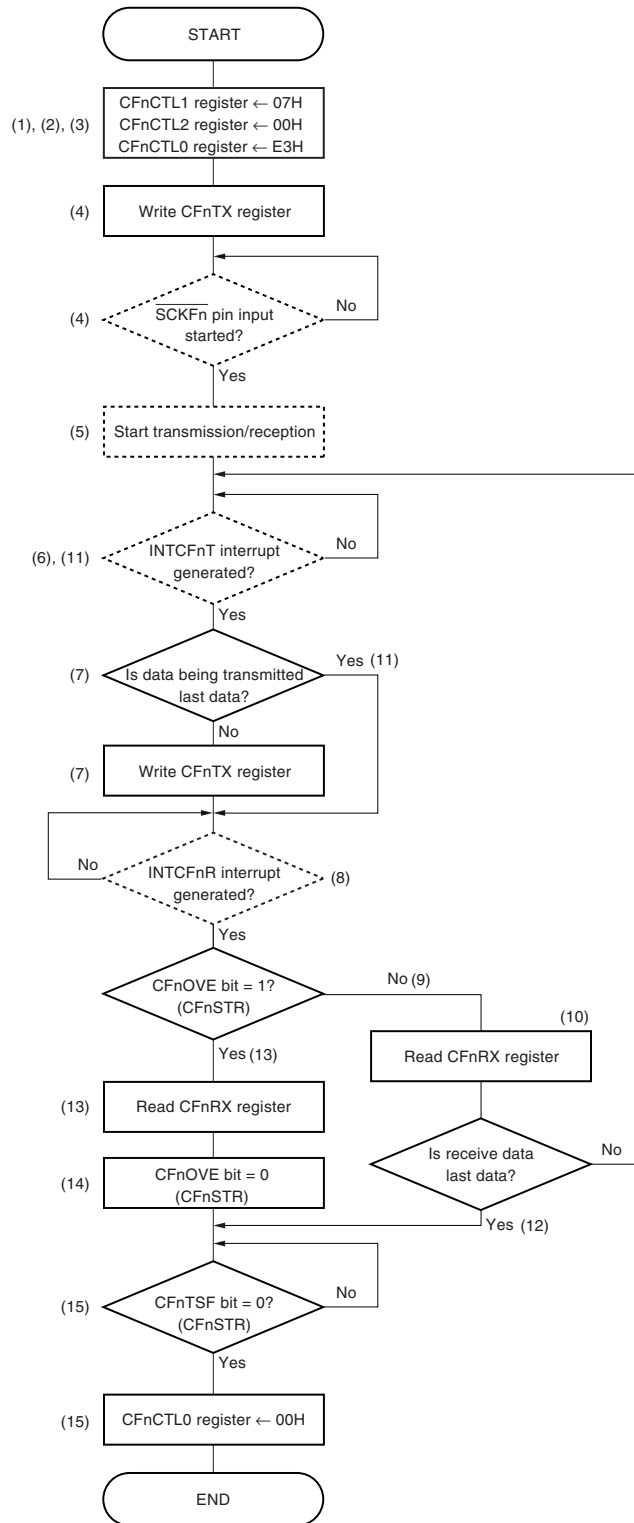 START
(1), (2), (3)
CFnCTL1 register ← 07H
CFnCTL2 register ← 00H
CFnCTL0 register ← E3H
(4)
Write CFnTX register
(4)
SCKFn pin input
started?
No
Yes
(5)
Start transmission/reception
(6), (11)
INTCFnT interrupt
generated?
No
Yes
(7)
Is data being transmitted
last data?
Yes (11)
No
(7)
Write CFnTX register
No
INTCFnR interrupt
generated?
(8)
Yes
CFnOVE bit = 1?
(CFnSTR)
No (9)
Yes (13)
(10)
Read CFnRX register
(13)
Read CFnRX register
Is receive data
last data?
No
Yes (12)
(14)
CFnOVE bit = 0
(CFnSTR)
(15)
CFnTSF bit = 0?
(CFnSTR)
No
Yes
(15)
CFnCTL0 register ← 00H
END